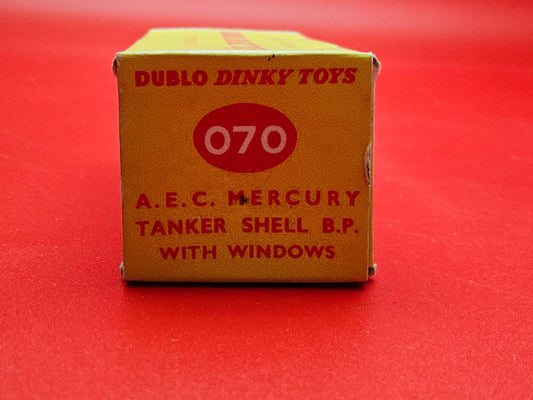 DUBLO DINKY TOYS
070
A.E.C. MERCURY
TANKER SHELL B.P.
WITH WINDOWS